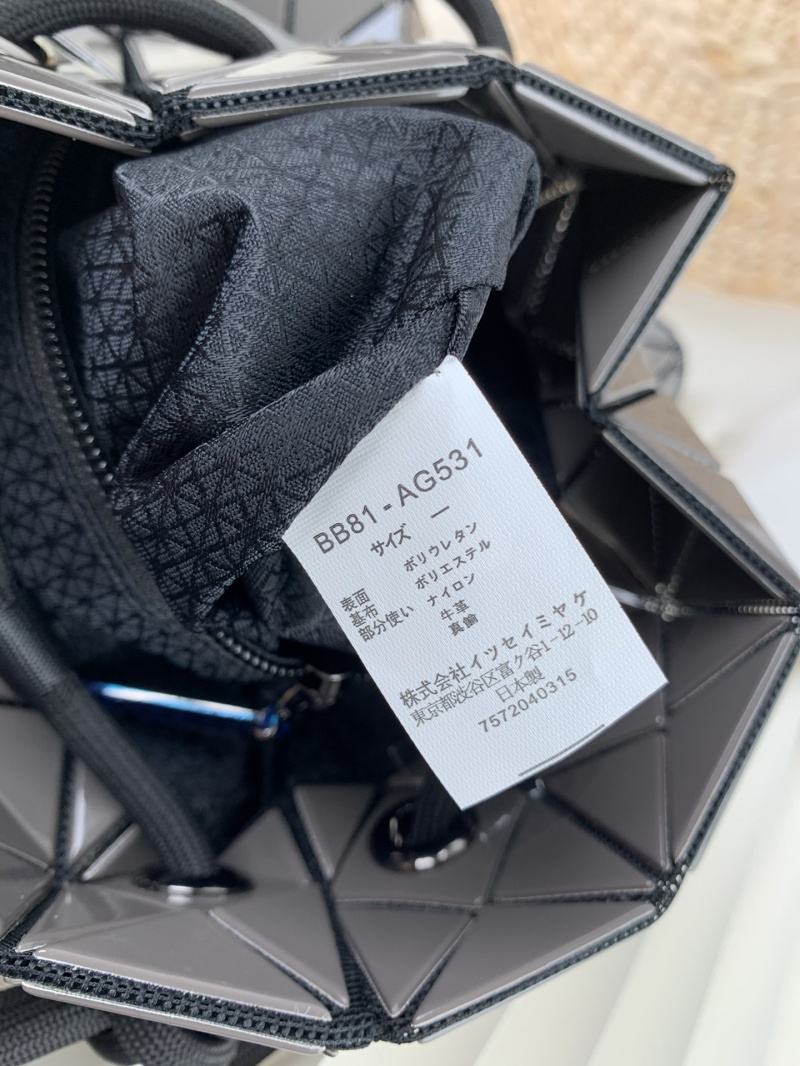 BB81-AG531
サイズ ー
表面 ポリウレタン
基布 ポリエステル
部分使い ナイロン
牛革
真鍮
株式会社イツセイミヤケ
東京都渋谷区富ケ谷1-12-10
日本製
7572040315